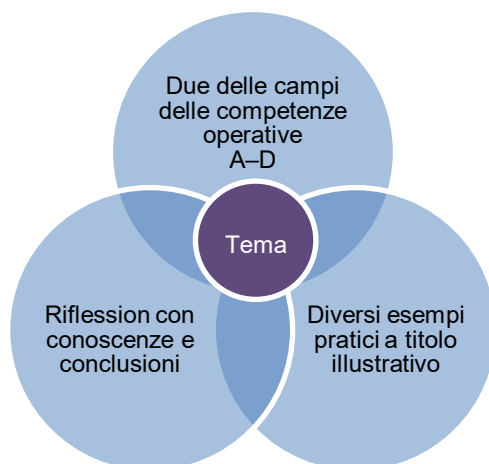 Due delle campi
delle competenze
operative
A–D
Tema
Riflession con
conoscenze e
conclusioni
Diversi esempi
pratici a titolo
illustrativo